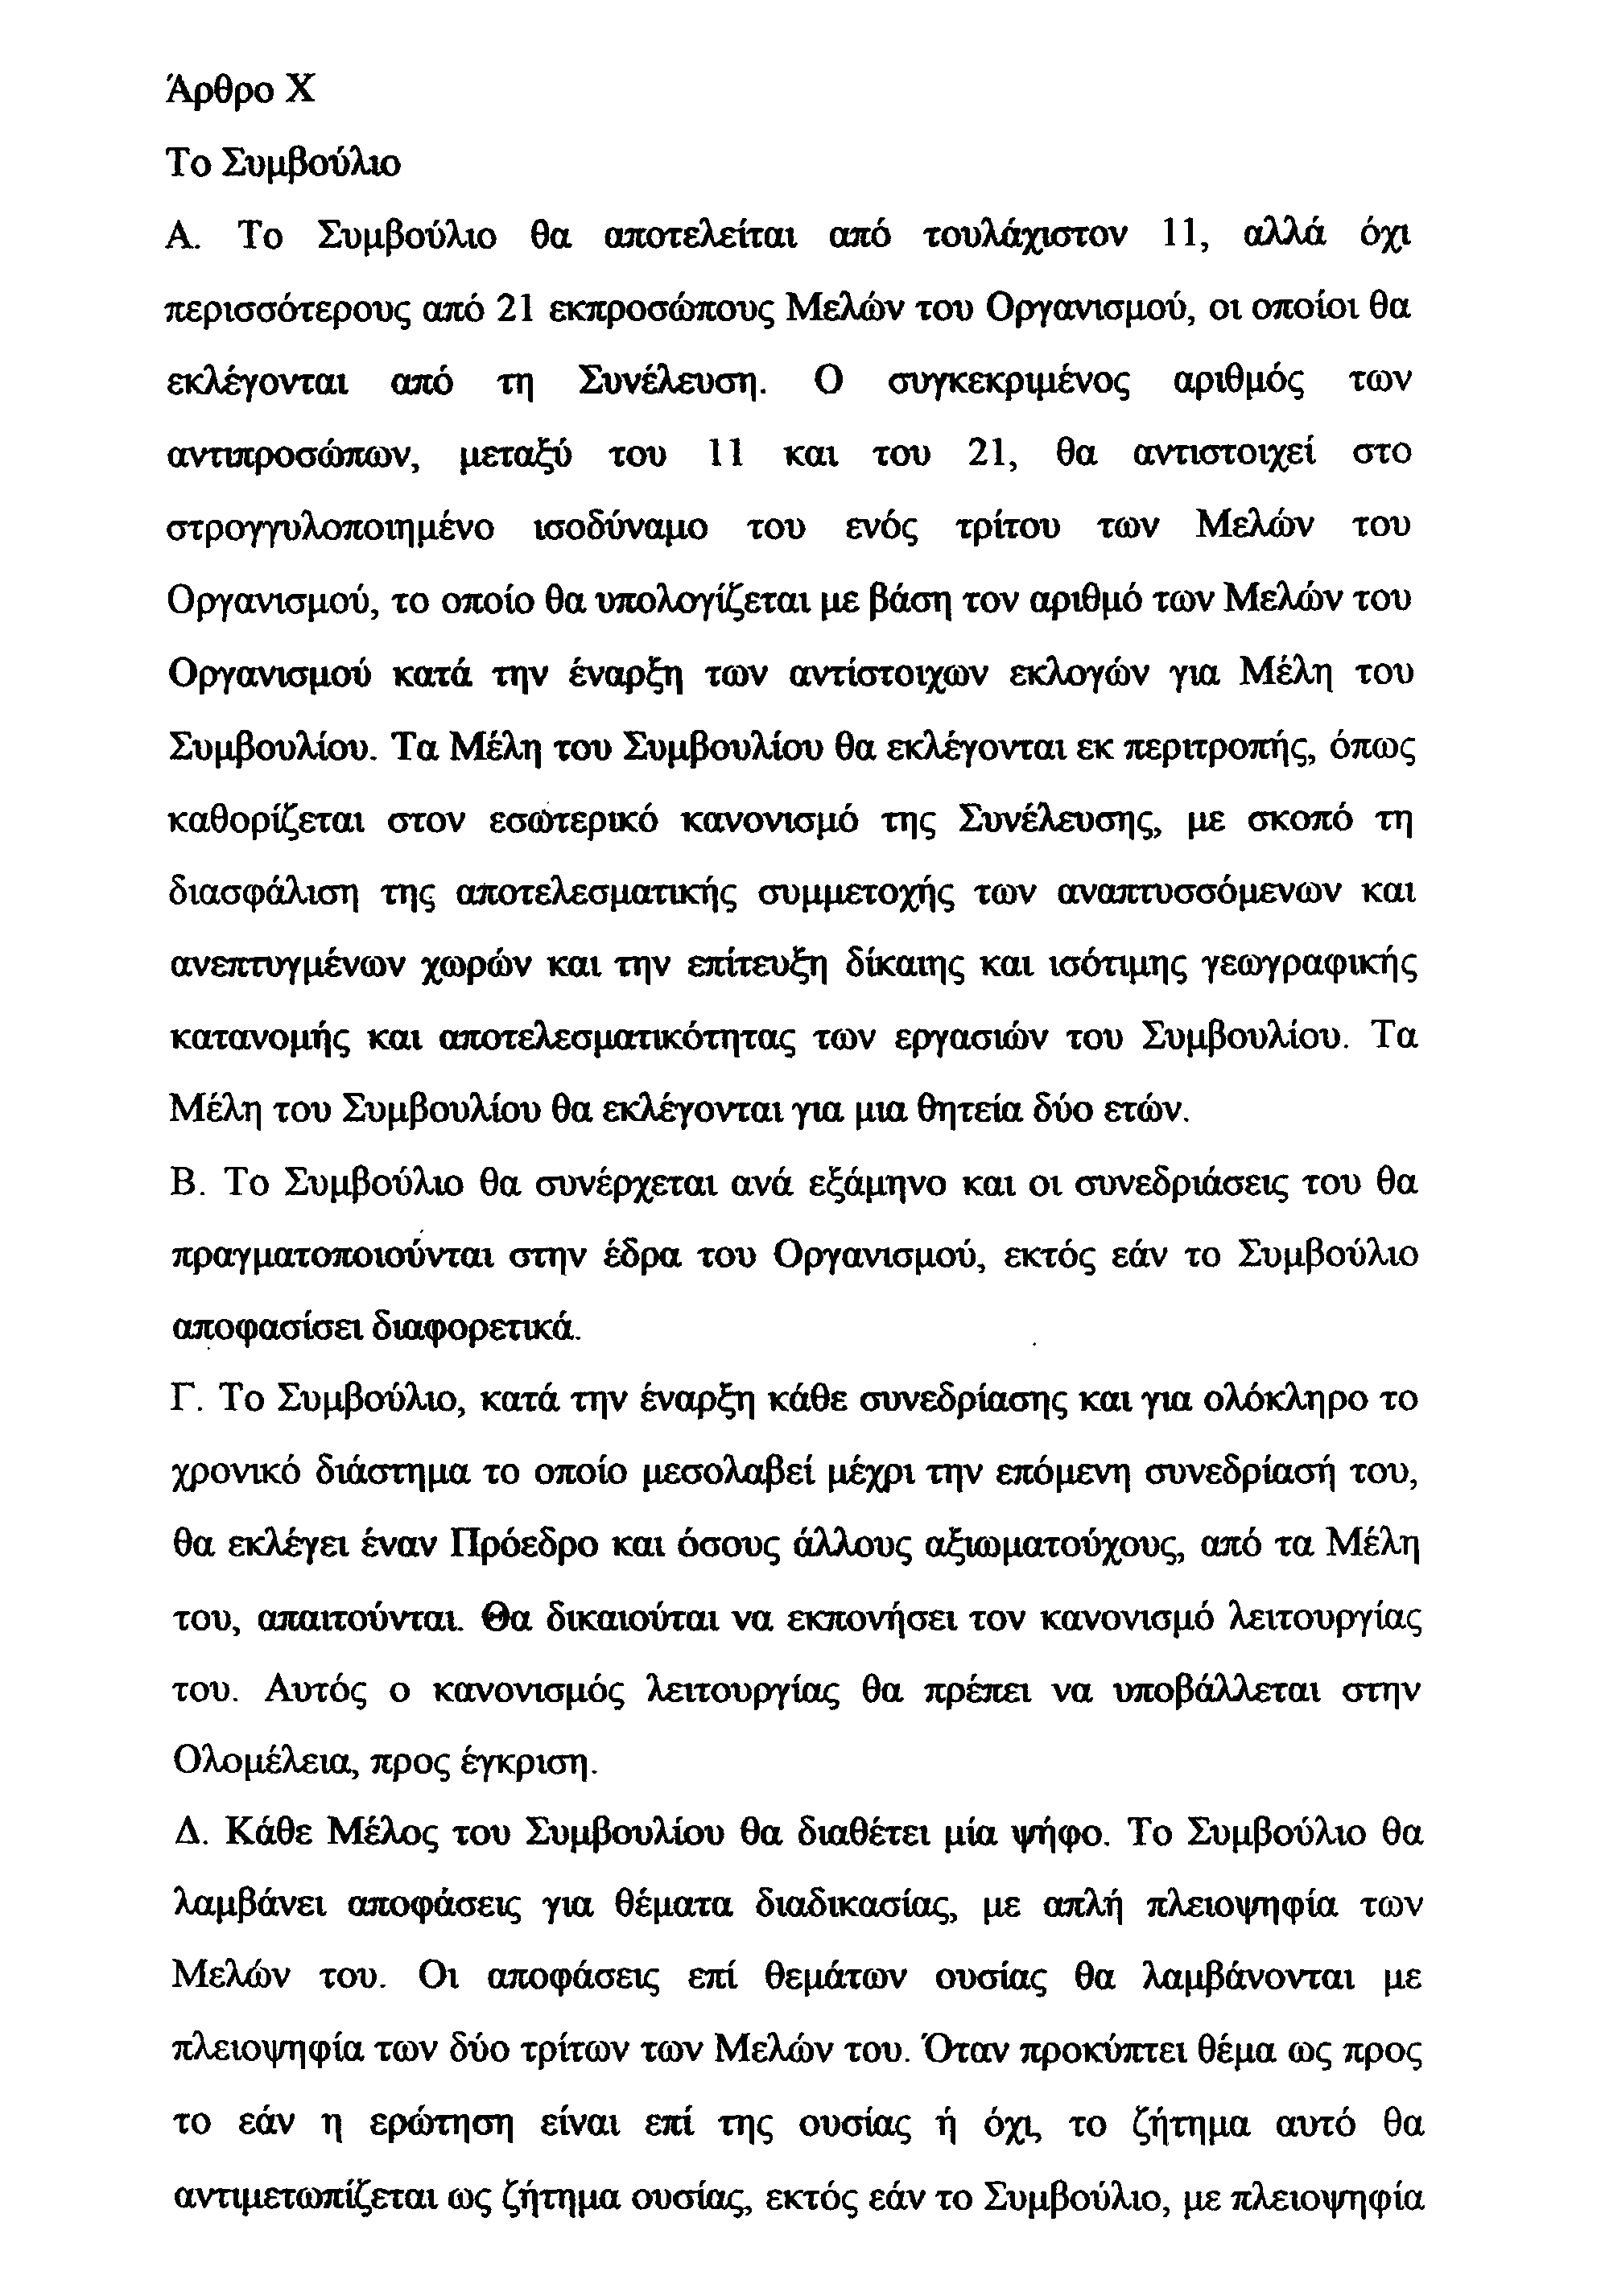 Άρθρο Χ
Το Συμβούλιο
Α. Το Συμβούλιο θα αποτελείται από τουλάχιστον 11, αλλά όχι
περισσότερους από 21 εκπροσώπους Μελών του Οργανισμού, οι οποίοι θα
εκλέγονται από τη Συνέλευση. Ο συγκεκριμένος αριθμός των
αντιπροσώπων, μεταξύ του 11 και του 21, θα αντιστοιχεί στο
στρογγυλοποιημένο ισοδύναμο του ενός τρίτου των Μελών του
Οργανισμού, το οποίο θα υπολογίζεται με βάση τον αριθμό των Μελών του
Οργανισμού κατά την έναρξη των αντίστοιχων εκλογών για Μέλη του
Συμβουλίου. Τα Μέλη του Συμβουλίου θα εκλέγονται εκ περιτροπής, όπως
καθορίζεται στον εσωτερικό κανονισμό της Συνέλευσης, με σκοπό τη
διασφάλιση της αποτελεσματικής συμμετοχής των αναπτυσσόμενων και
ανεπτυγμένων χωρών και την επίτευξη δίκαιης και ισότιμης γεωγραφικής
κατανομής και αποτελεσματικότητας των εργασιών του Συμβουλίου. Τα
Μέλη του Συμβουλίου θα εκλέγονται για μια θητεία δύο ετών.
Β. Το Συμβούλιο θα συνέρχεται ανά εξάμηνο και οι συνεδριάσεις του θα
πραγματοποιούνται στην έδρα του Οργανισμού, εκτός εάν το Συμβούλιο
αποφασίσει διαφορετικά.
Γ. Το Συμβούλιο, κατά την έναρξη κάθε συνεδρίασης και για ολόκληρο το
χρονικό διάστημα το οποίο μεσολαβεί μέχρι την επόμενη συνεδρίασή του,
θα εκλέγει έναν Πρόεδρο και όσους άλλους αξιωματούχους, από τα Μέλη
του, απαιτούνται. Θα δικαιούται να εκπονήσει τον κανονισμό λειτουργίας
του. Αυτός ο κανονισμός λειτουργίας θα πρέπει να υποβάλλεται στην
Ολομέλεια, προς έγκριση.
Δ. Κάθε Μέλος του Συμβουλίου θα διαθέτει μία ψήφο. Το Συμβούλιο θα
λαμβάνει αποφάσεις για θέματα διαδικασίας, με απλή πλειοψηφία των
Μελών του. Οι αποφάσεις επί θεμάτων ουσίας θα λαμβάνονται με
πλειοψηφία των δύο τρίτων των Μελών του. Όταν προκύπτει θέμα ως προς
το εάν η ερώτηση είναι επί της ουσίας ή όχι, το ζήτημα αυτό θα
αντιμετωπίζεται ως ζήτημα ουσίας, εκτός εάν το Συμβούλιο, με πλειοψηφία